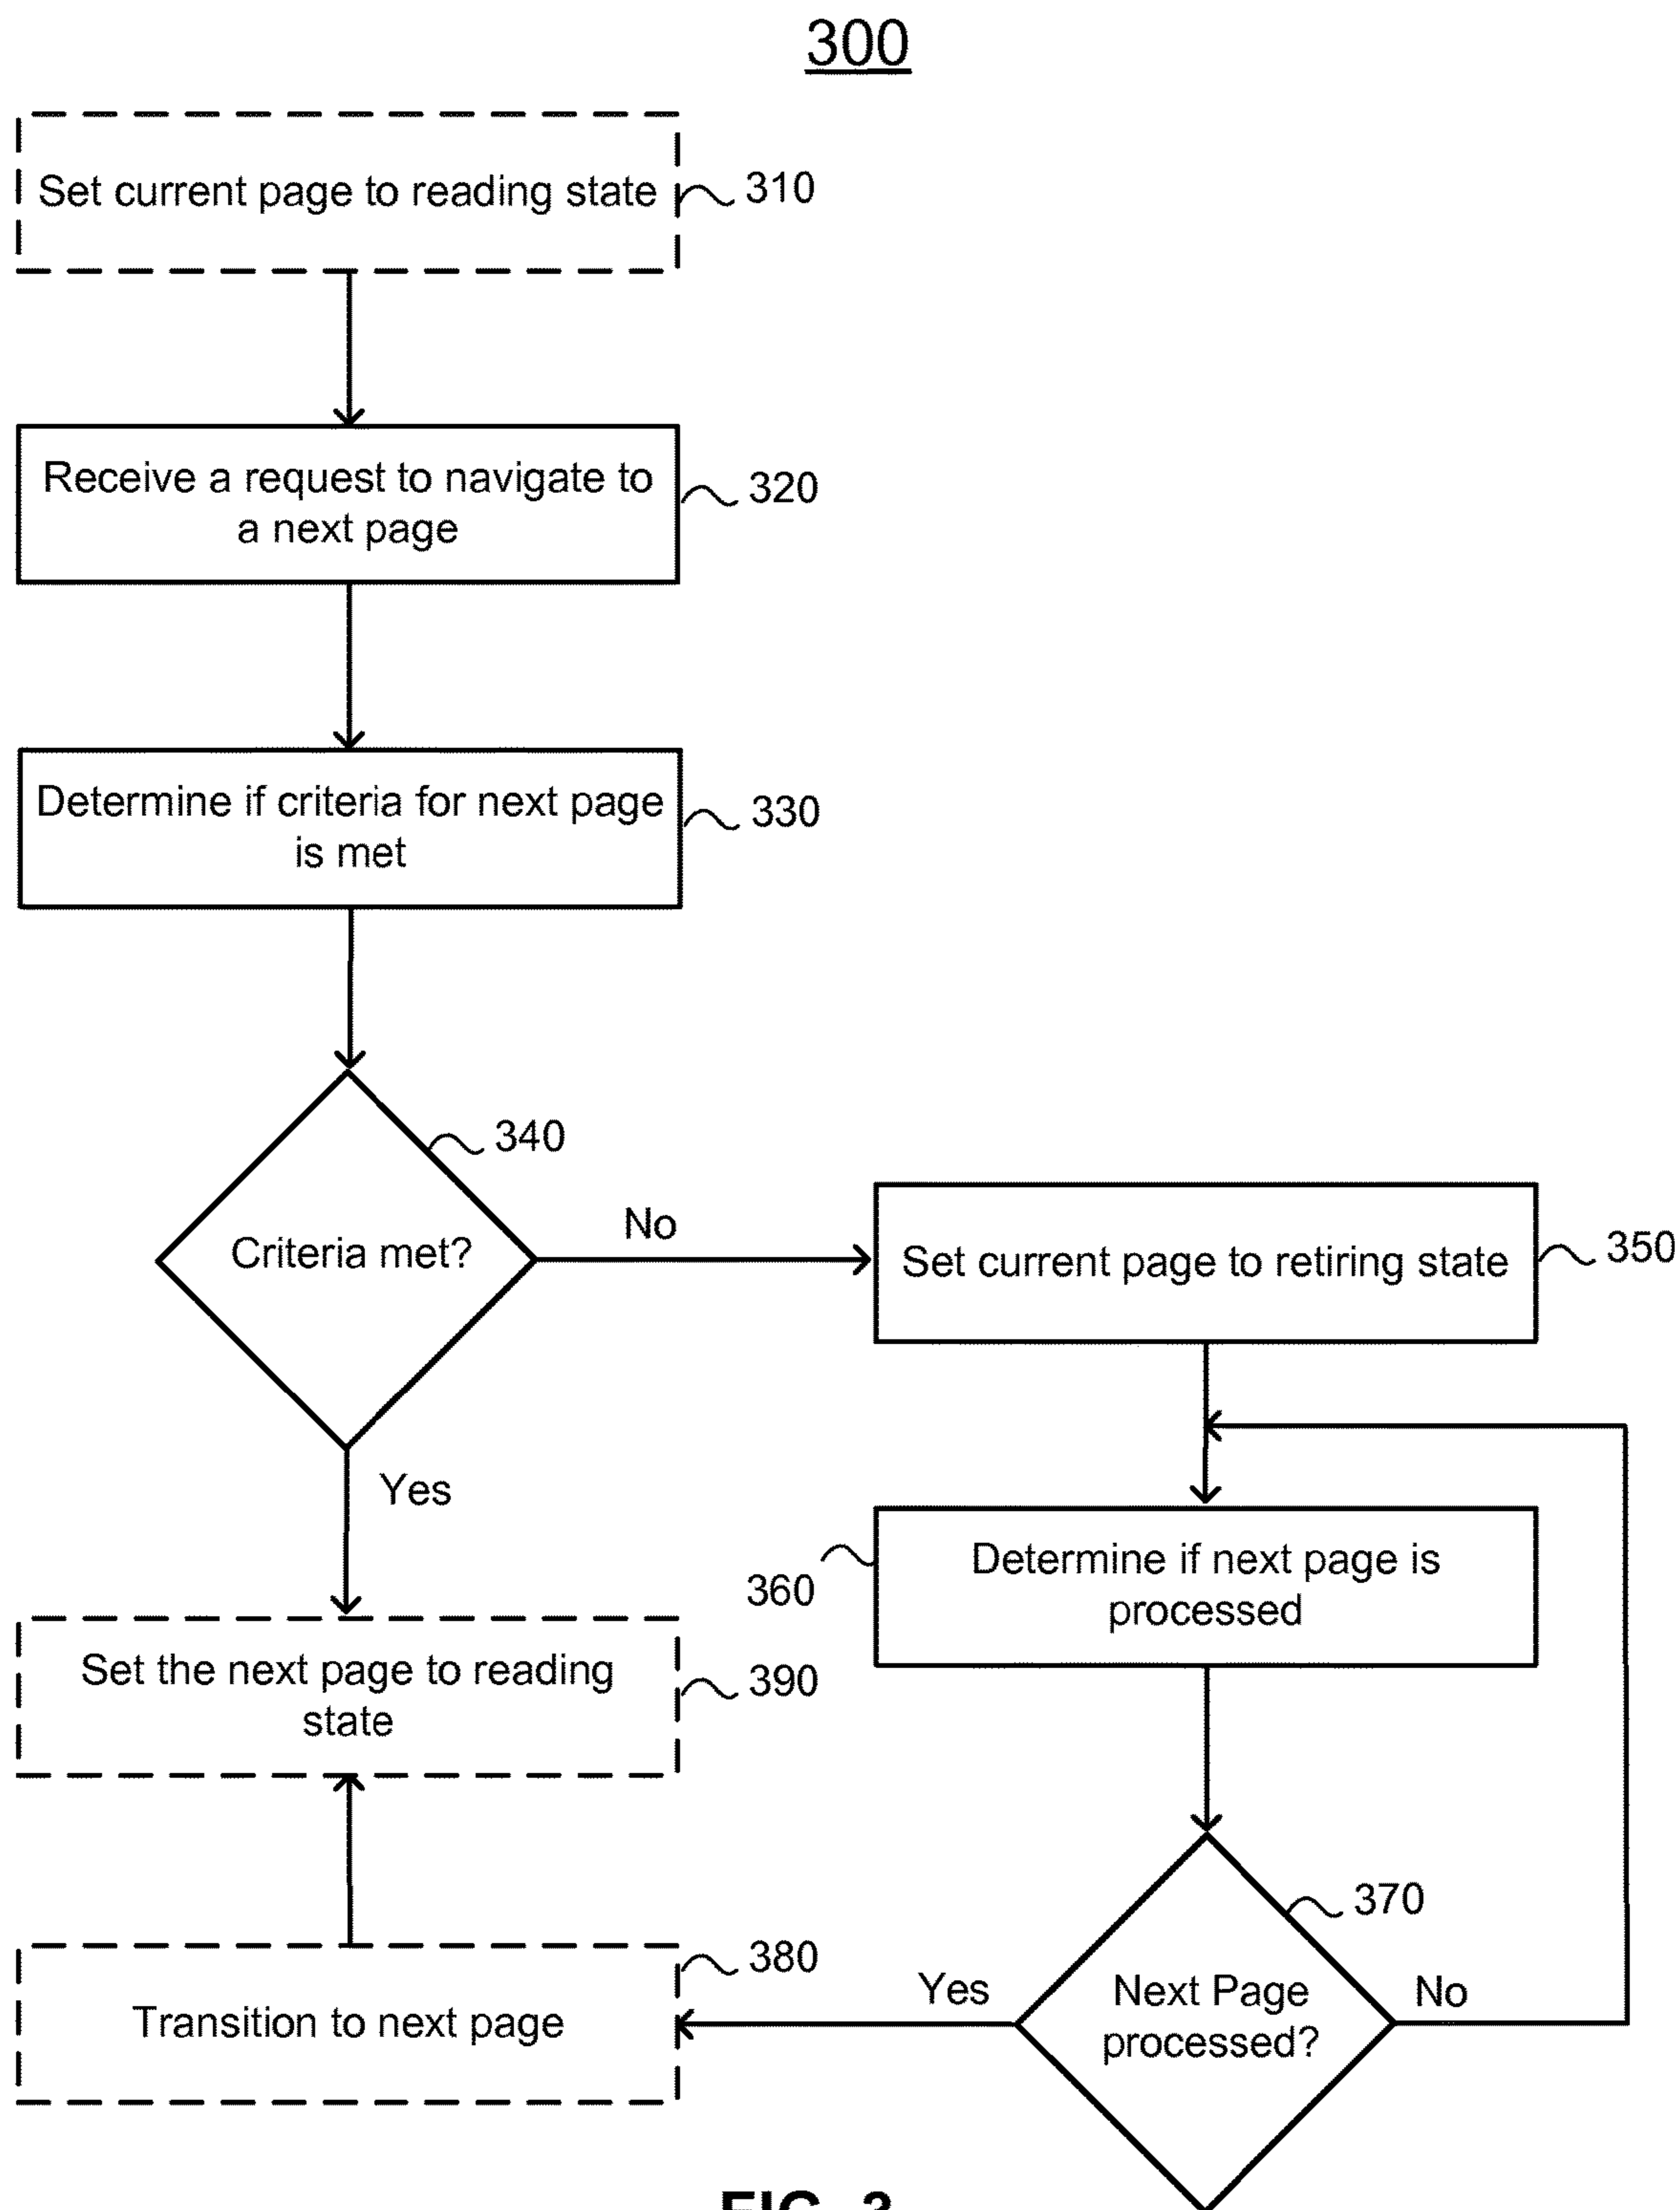 300
Set current page to reading state
310
Receive a request to navigate to
a next page
320
Determine if criteria for next page
is met
330
340
Criteria met?
No
Set current page to retiring state
350
Yes
Determine if next page is
processed
360
Set the next page to reading
state
390
370
Next Page
processed?
No
Yes
380
Transition to next page
FIG. 3